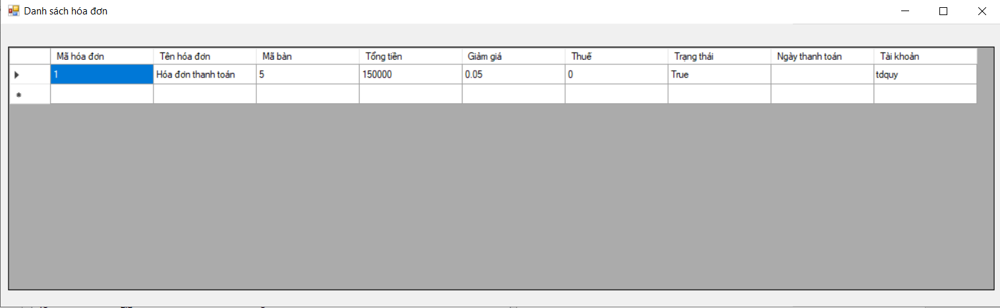 Danh sách hóa đơn
Mã hóa đơn Tên hóa đơn Mã bàn Tổng tiền Giảm giá Thuế Trạng thái Ngày thanh toán Tài khoản
1 Hóa đơn thanh toán 5 150000 0.05 0 True tdquy